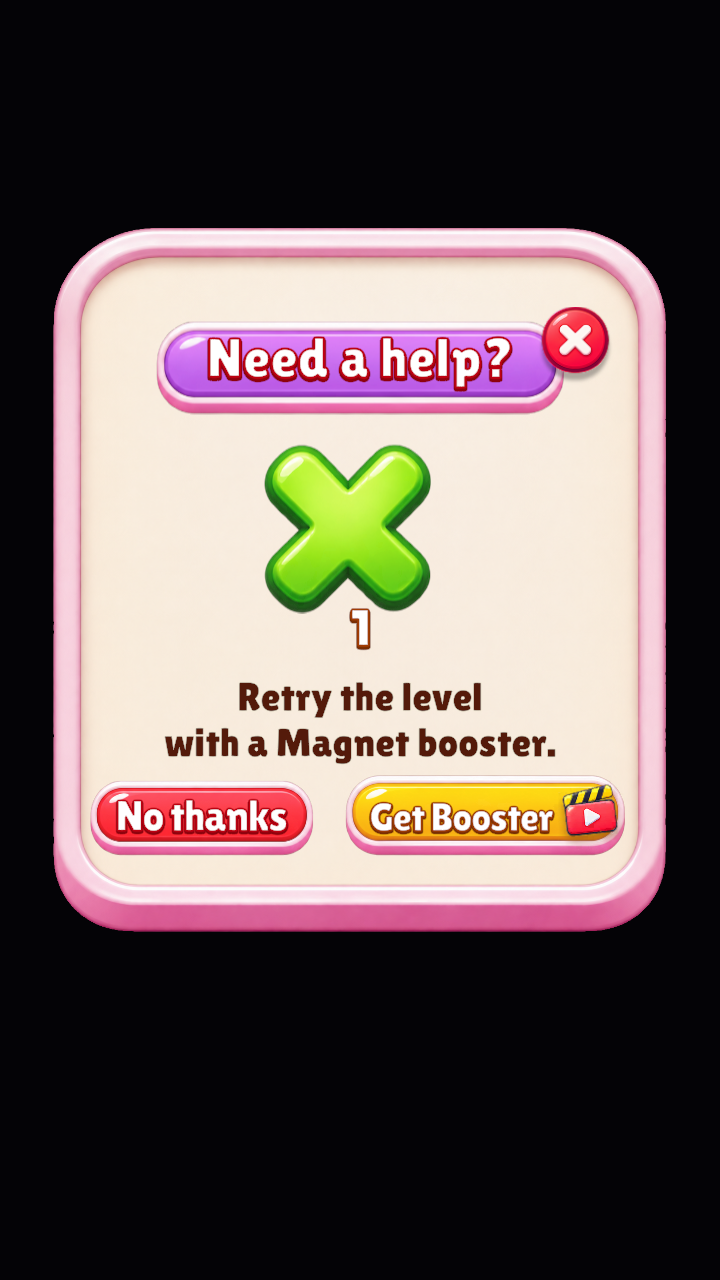 Need a help?
1
Retry the level
with a Magnet booster.
No thanks
Get Booster